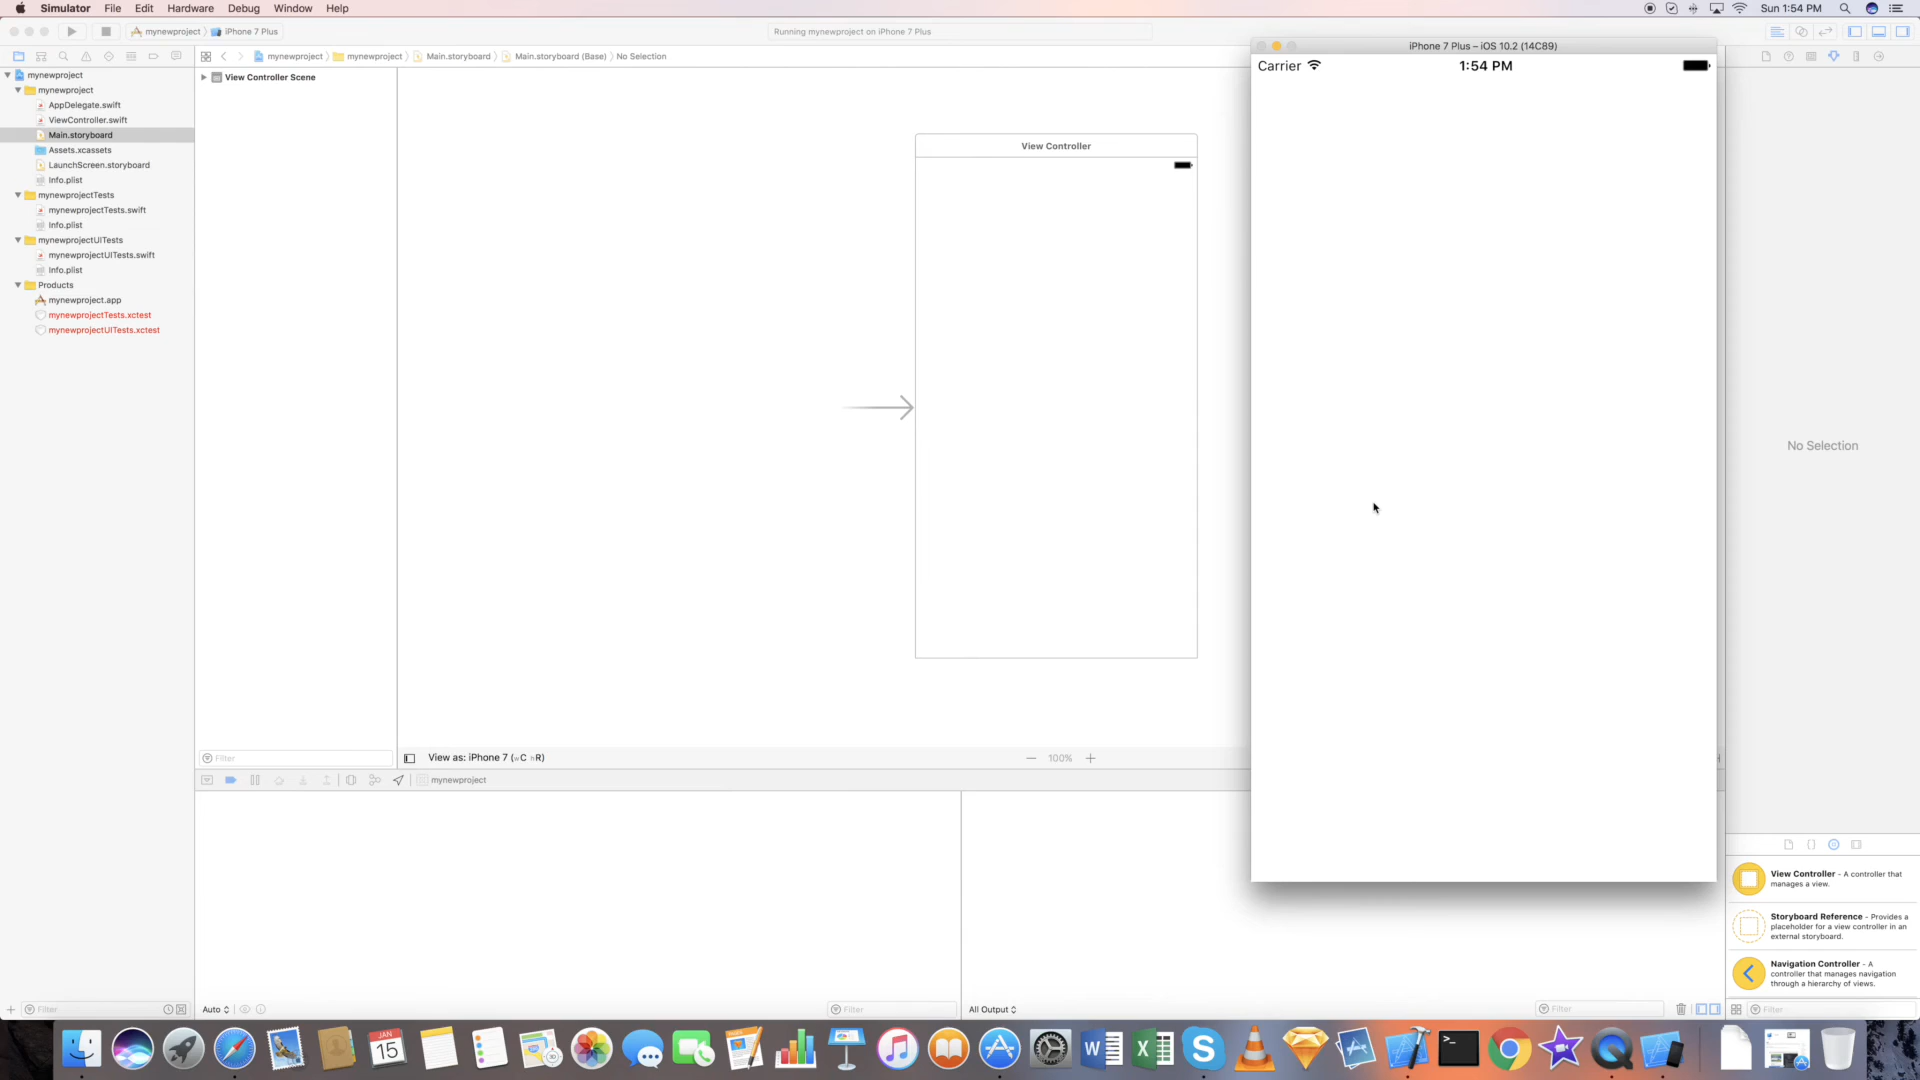 Simulator File Edit Hardware Debug Window Help Sun 1:54 PM
mynewproject iPhone 7 Plus Running mynewproject on iPhone 7 Plus
mynewproject mynewproject Main.storyboard Main.storyboard (Base) No Selection
iPhone 7 Plus – iOS 10.2 (14C89)
Carrier 1:54 PM
mynewproject
mynewproject
AppDelegate.swift
ViewController.swift
Main.storyboard
Assets.xcassets
LaunchScreen.storyboard
Info.plist
mynewprojectTests
mynewprojectTests.swift
Info.plist
mynewprojectUITests
mynewprojectUITests.swift
Info.plist
Products
mynewproject.app
mynewprojectTests.xctest
mynewprojectUITests.xctest
View Controller Scene
View Controller
No Selection
Filter
View as: iPhone 7 (wC hR)
100%
mynewproject
View Controller - A controller that
manages a view.
Storyboard Reference - Provides a
placeholder for a view controller in an
external storyboard.
Navigation Controller - A
controller that manages navigation
through a hierarchy of views.
Filter
Auto
Filter
All Output
Filter
Filter
JAN
15